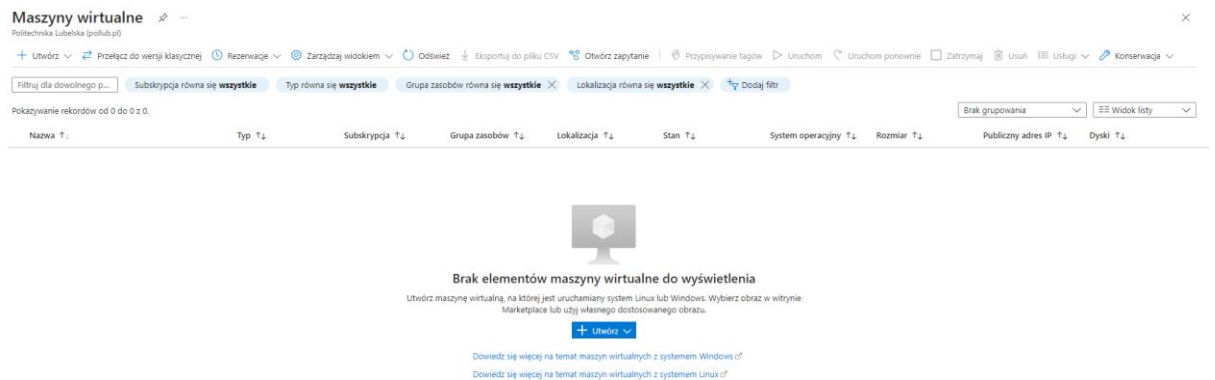 Maszyny wirtualne
Politechnika Lubelska (pollub.pl)
Utwórz Przełącz do wersji klasycznej Rezerwacje Zarządzaj widokiem Odśwież Eksportuj do pliku CSV Otwórz zapytanie Przypisywanie tagów Uruchom Uruchom ponownie Zatrzymaj Usuń Usługi Konserwacja
Filtruj dla dowolnego p... Subskrypcja równa się wszystkie Typ równa się wszystkie Grupa zasobów równa się wszystkie Lokalizacja równa się wszystkie Dodaj filtr
Pokazywanie rekordów od 0 do 0 z 0. Brak grupowania Widok listy
Nazwa Typ Subskrypcja Grupa zasobów Lokalizacja Stan System operacyjny Rozmiar Publiczny adres IP Dyski
Brak elementów maszyny wirtualne do wyświetlenia
Utwórz maszynę wirtualną, na której jest uruchamiany system Linux lub Windows. Wybierz obraz w witrynie
Marketplace lub użyj własnego dostosowanego obrazu.
Utwórz
Dowiedz się więcej na temat maszyn wirtualnych z systemem Windows
Dowiedz się więcej na temat maszyn wirtualnych z systemem Linux